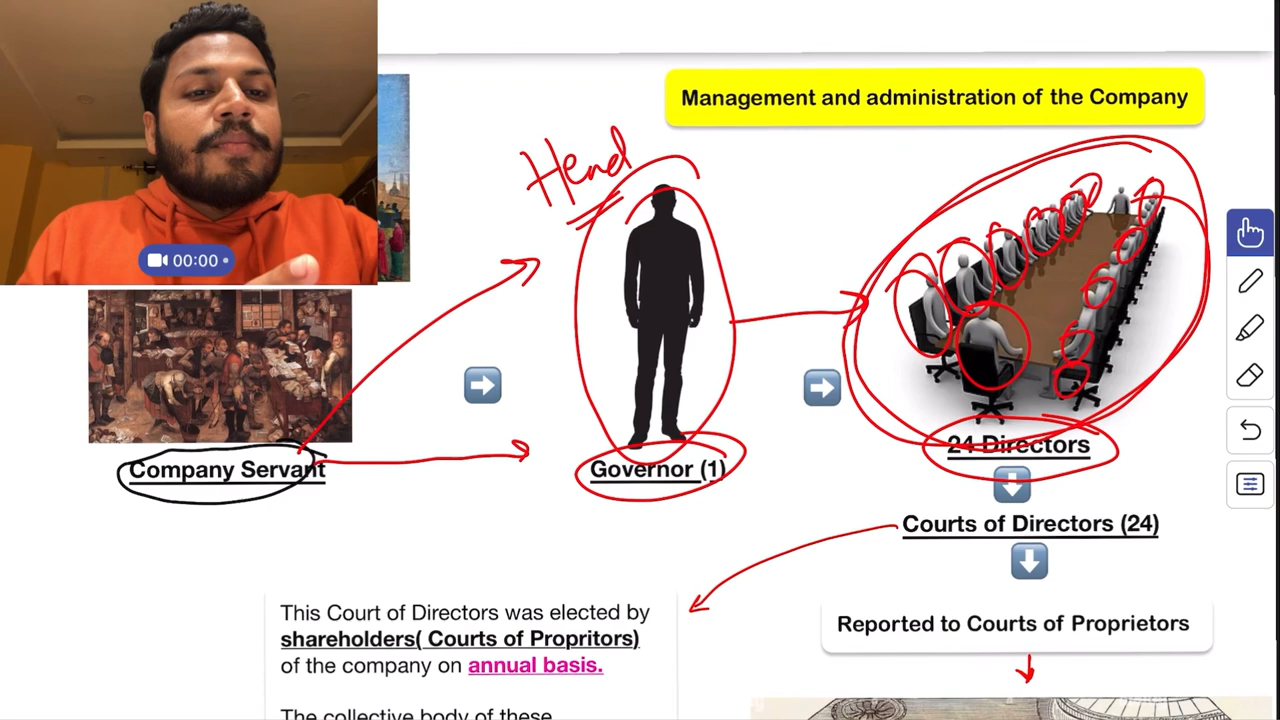 Management and administration of the Company
Head
00:00
Company Servant
Governor (1)
24 Directors
Courts of Directors (24)
This Court of Directors was elected by
shareholders( Courts of Propritors)
of the company on annual basis.
The collective body of these
Reported to Courts of Proprietors